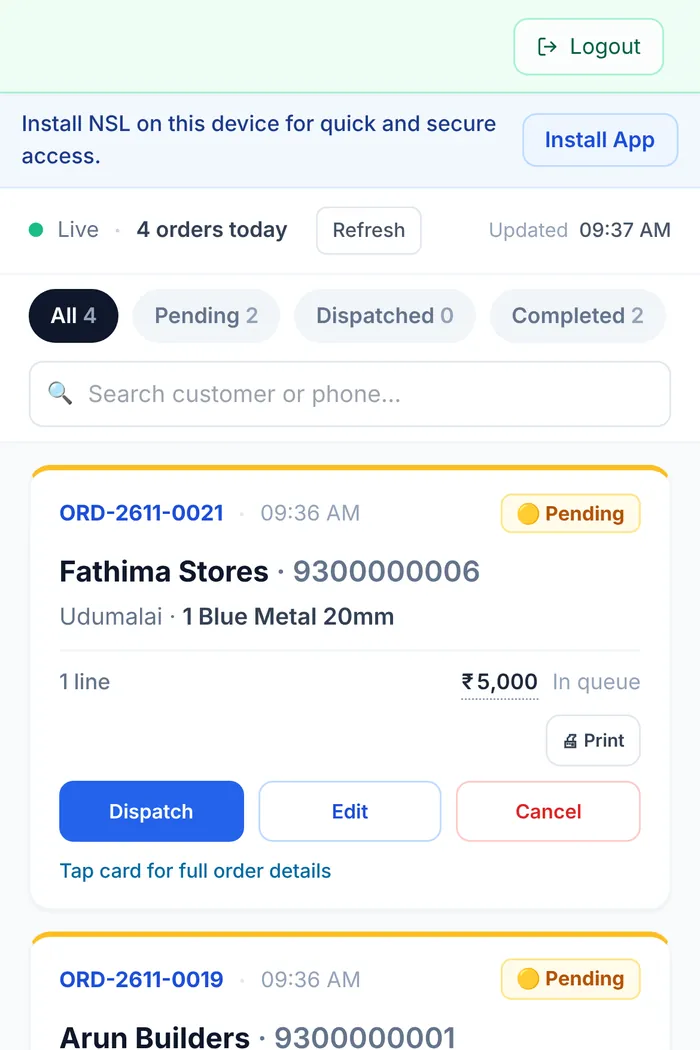 Logout
Install NSL on this device for quick and secure
access.
Install App
Live · 4 orders today
Refresh
Updated 09:37 AM
All 4
Pending 2
Dispatched 0
Completed 2
Search customer or phone...
ORD-2611-0021 · 09:36 AM
Pending
Fathima Stores · 9300000006
Udumalai · 1 Blue Metal 20mm
1 line
₹5,000 In queue
Print
Dispatch
Edit
Cancel
Tap card for full order details
ORD-2611-0019 · 09:36 AM
Pending
Arun Builders · 9300000001